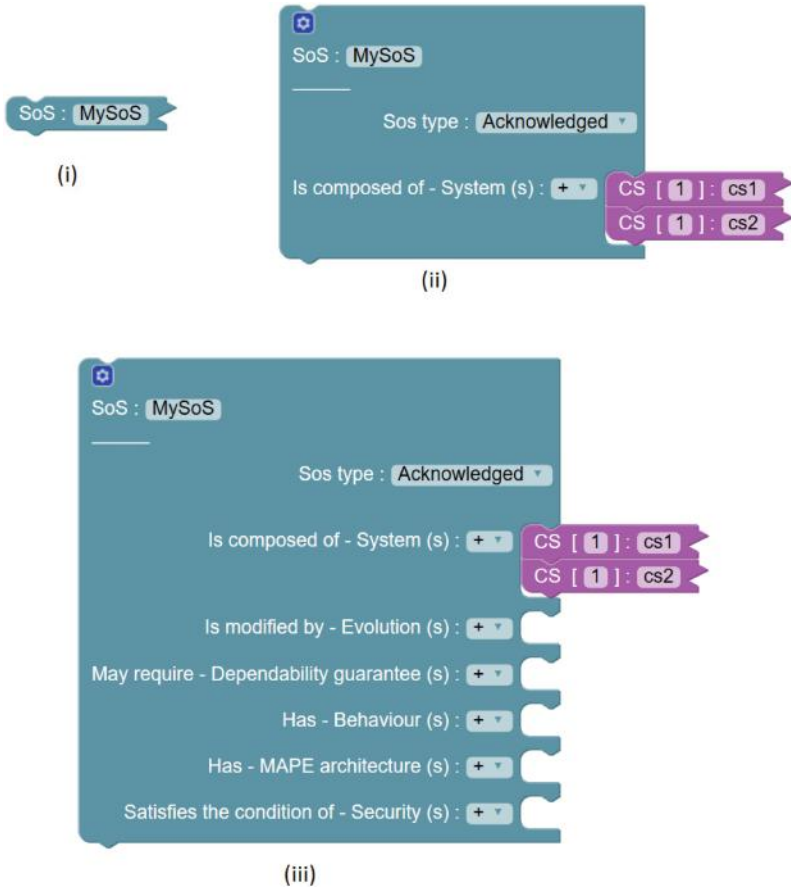 SoS : MySoS
(i)
SoS : MySoS
Sos type : Acknowledged
Is composed of - System (s) : +
CS [ 1 ] : cs1
CS [ 1 ] : cs2
(ii)
SoS : MySoS
Sos type : Acknowledged
Is composed of - System (s) : +
CS [ 1 ] : cs1
CS [ 1 ] : cs2
Is modified by - Evolution (s) : +
May require - Dependability guarantee (s) : +
Has - Behaviour (s) : +
Has - MAPE architecture (s) : +
Satisfies the condition of - Security (s) : +
(iii)